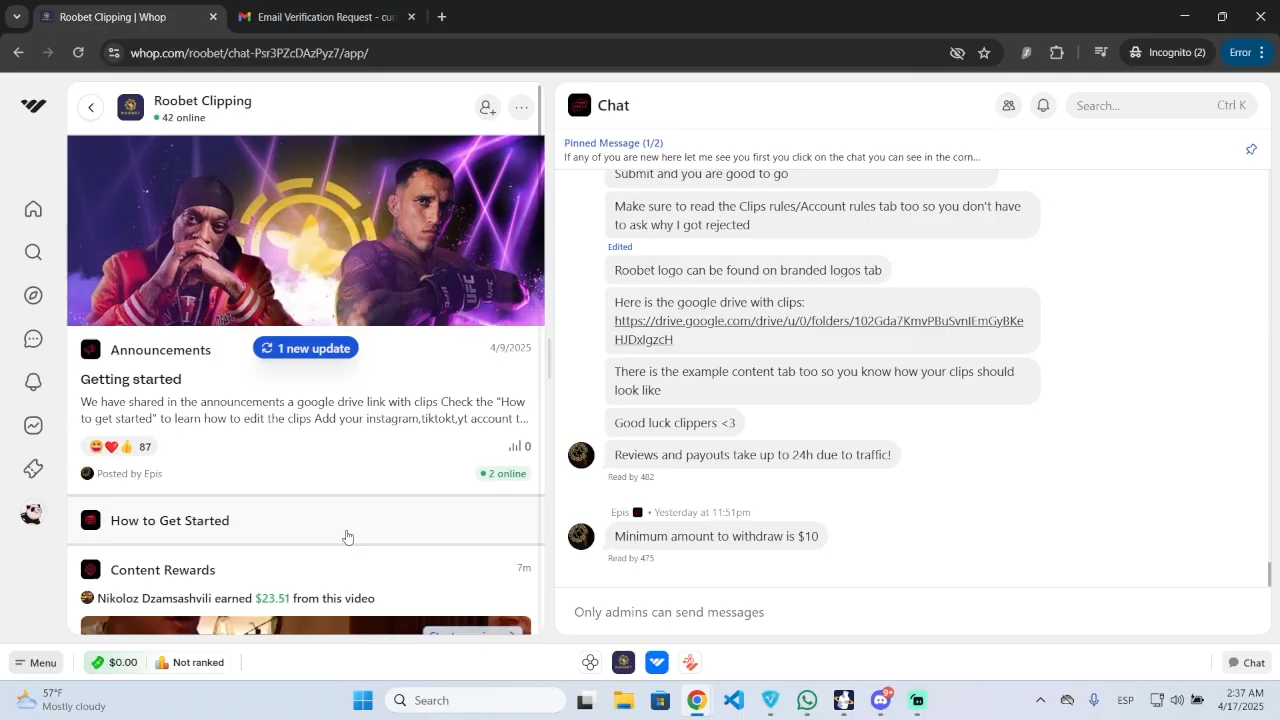 Roobet Clipping | Whop
Email Verification Request - cur
whop.com/roobet/chat-Psr3PZcDAzPyz7/app/
Incognito (2)
Error
Roobet Clipping
42 online
UFC
Announcements
1 new update
4/9/2025
Getting started
We have shared in the announcements a google drive link with clips Check the "How
to get started" to learn how to edit the clips Add your instagram,tiktokt,yt account t...
87
0
Posted by Epis
2 online
How to Get Started
Content Rewards
7m
Nikoloz Dzamsashvili earned $23.51 from this video
Chat
Search...
Ctrl K
Pinned Message (1/2)
If any of you are new here let me see you first you click on the chat you can see in the corn...
Submit and you are good to go
Make sure to read the Clips rules/Account rules tab too so you don't have
to ask why I got rejected
Edited
Roobet logo can be found on branded logos tab
Here is the google drive with clips:
https://drive.google.com/drive/u/0/folders/102Gda7KmvPBuSvnIEmGyBKe
HJDxlgzcH
There is the example content tab too so you know how your clips should
look like
Good luck clippers <3
Reviews and payouts take up to 24h due to traffic!
Read by 482
Epis • Yesterday at 11:51pm
Minimum amount to withdraw is $10
Read by 475
Only admins can send messages
Menu
$0.00
Not ranked
Chat
57°F
Mostly cloudy
Search
9+
ESP
2:37 AM
4/17/2025